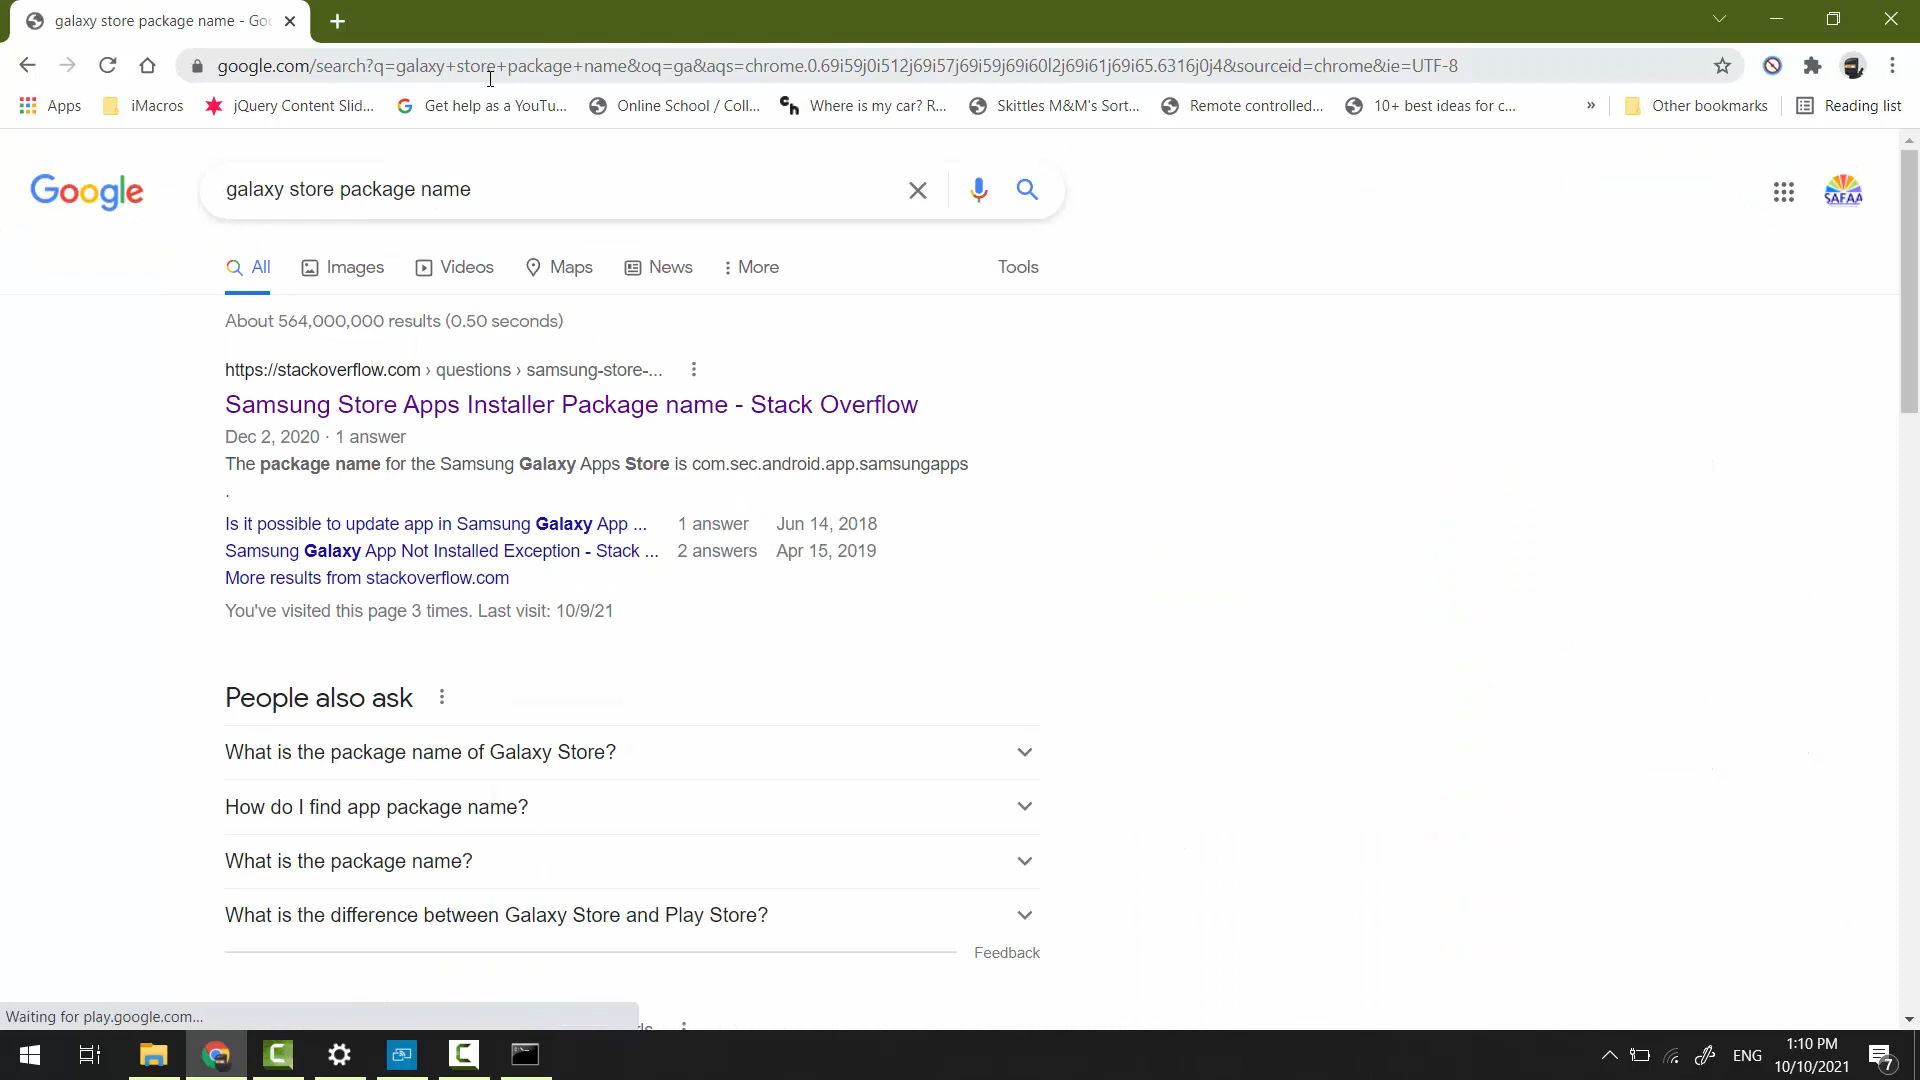 galaxy store package name - Goo
google.com/search?q=galaxy+store+package+name&oq=ga&aqs=chrome.0.69i59j0i512j69i57j69i59j69i60l2j69i61j69i65.6316j0j4&sourceid=chrome&ie=UTF-8
Apps iMacros jQuery Content Slid... Get help as a YouTu... Online School / Coll... Where is my car? R... Skittles M&M's Sort... Remote controlled... 10+ best ideas for c... » Other bookmarks Reading list
Google galaxy store package name SAFAA
All Images Videos Maps News More Tools
About 564,000,000 results (0.50 seconds)
https://stackoverflow.com › questions › samsung-store-...
Samsung Store Apps Installer Package name - Stack Overflow
Dec 2, 2020 · 1 answer
The package name for the Samsung Galaxy Apps Store is com.sec.android.app.samsungapps
.
Is it possible to update app in Samsung Galaxy App ... 1 answer Jun 14, 2018
Samsung Galaxy App Not Installed Exception - Stack ... 2 answers Apr 15, 2019
More results from stackoverflow.com
You've visited this page 3 times. Last visit: 10/9/21
People also ask
What is the package name of Galaxy Store?
How do I find app package name?
What is the package name?
What is the difference between Galaxy Store and Play Store?
Feedback
Waiting for play.google.com...
ENG 1:10 PM
10/10/2021 7